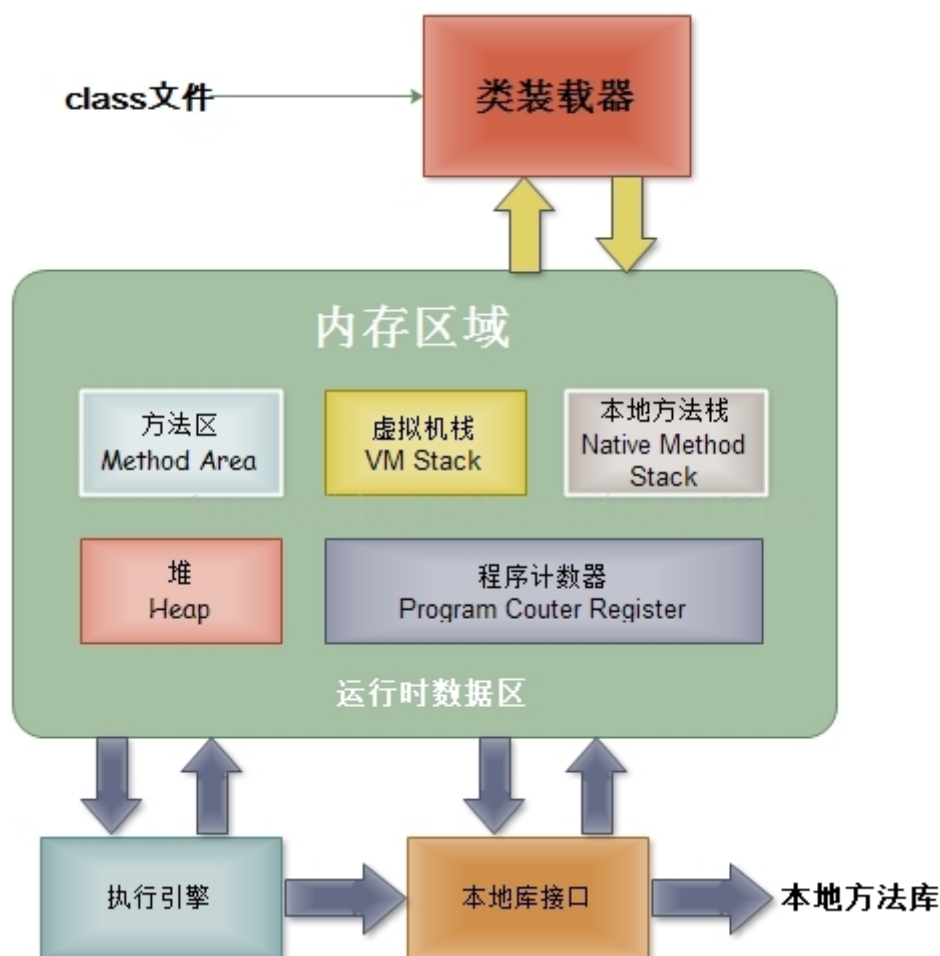 class文件
类装载器
内存区域
方法区
Method Area
虚拟机栈
VM Stack
本地方法栈
Native Method
Stack
堆
Heap
程序计数器
Program Couter Register
运行时数据区
执行引擎
本地库接口
本地方法库